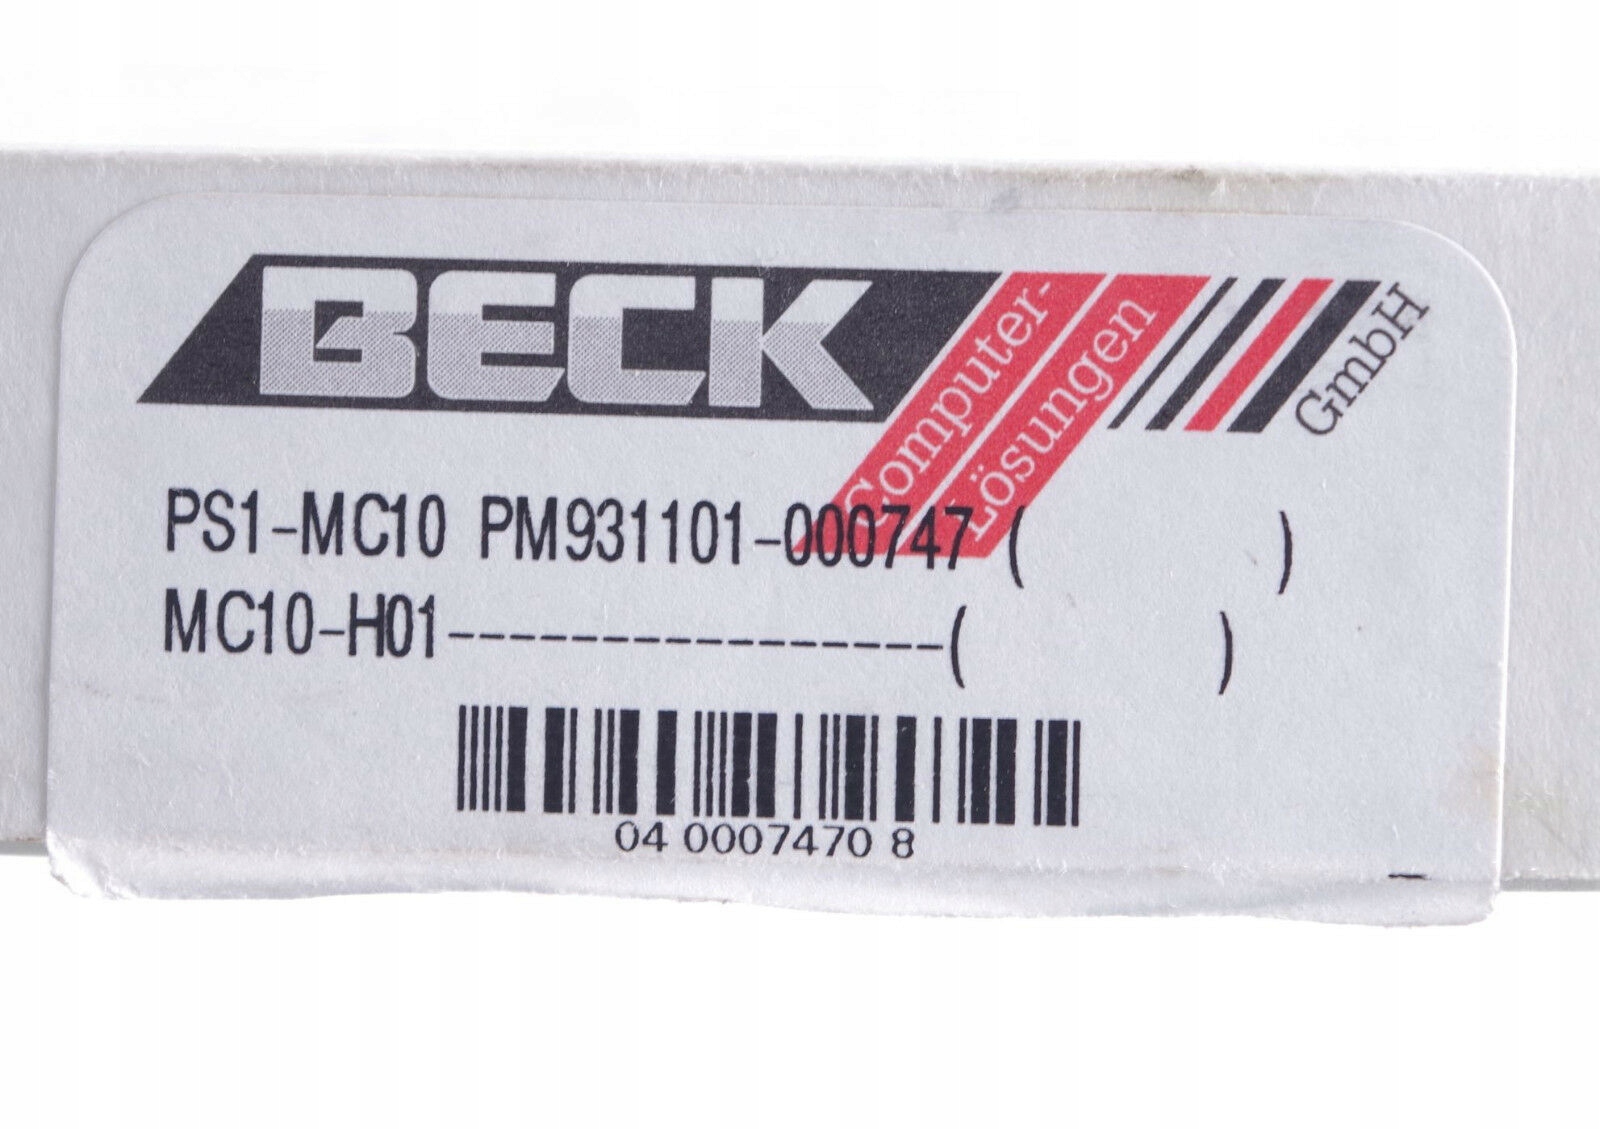 BECK
Computer-
Lösungen
GmbH
PS1-MC10 PM931101-000747 ( )
MC10-H01-----------------( )
04 0007470 8